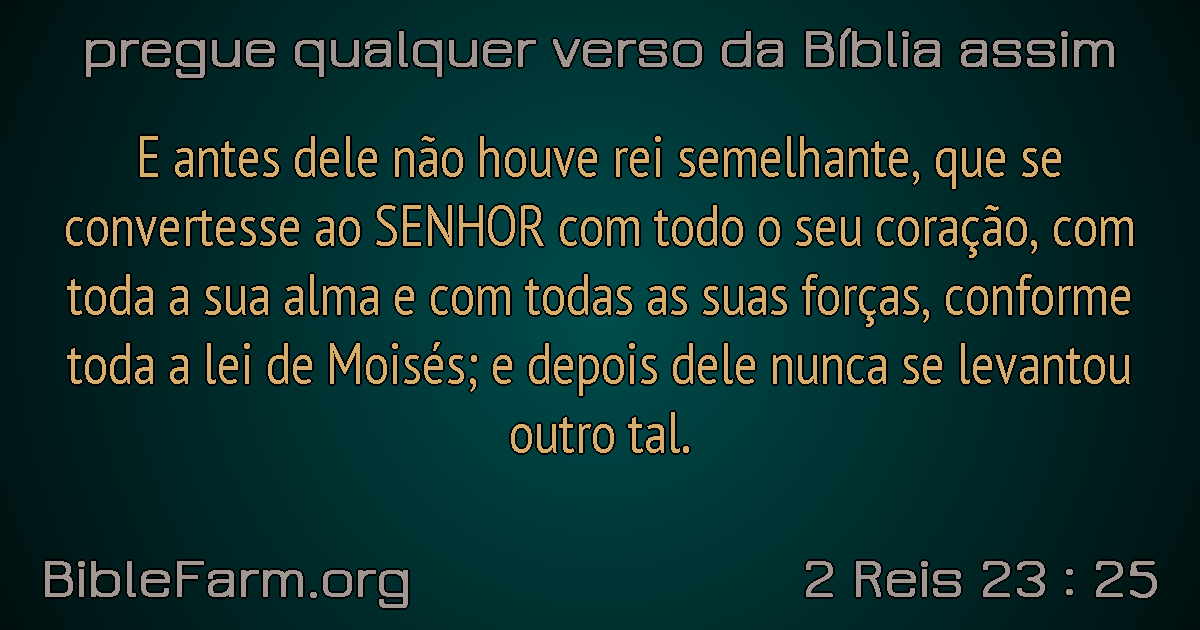 pregue qualquer verso da Bíblia assim
E antes dele não houve rei semelhante, que se
convertesse ao SENHOR com todo o seu coração, com
toda a sua alma e com todas as suas forças, conforme
toda a lei de Moisés; e depois dele nunca se levantou
outro tal.
BibleFarm.org
2 Reis 23 : 25